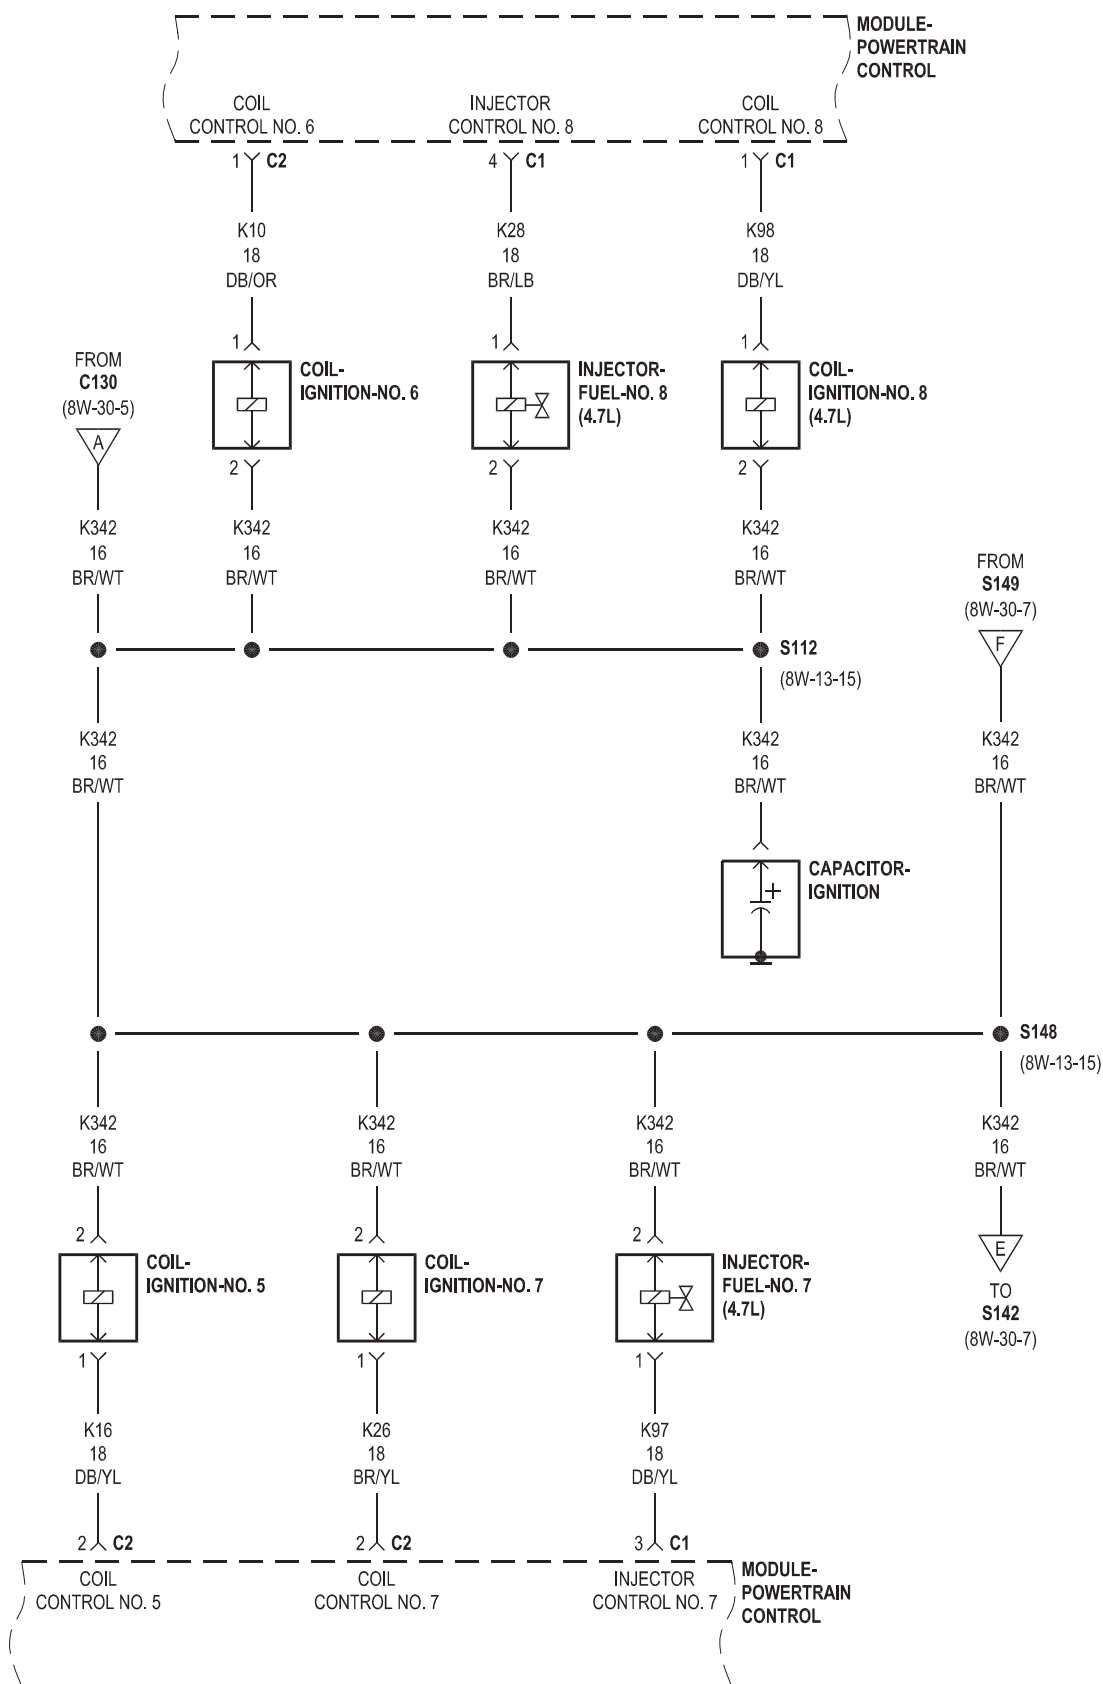 MODULE-
POWERTRAIN
CONTROL
COIL
CONTROL NO. 6
INJECTOR
CONTROL NO. 8
COIL
CONTROL NO. 8
1 C2
4 C1
1 C1
K10
18
DB/OR
K28
18
BR/LB
K98
18
DB/YL
1
1
1
FROM
C130
(8W-30-5)
A
COIL-
IGNITION-NO. 6
INJECTOR-
FUEL-NO. 8
(4.7L)
COIL-
IGNITION-NO. 8
(4.7L)
2
2
2
K342
16
BR/WT
K342
16
BR/WT
K342
16
BR/WT
K342
16
BR/WT
FROM
S149
(8W-30-7)
F
S112
(8W-13-15)
K342
16
BR/WT
K342
16
BR/WT
K342
16
BR/WT
CAPACITOR-
IGNITION
+
S148
(8W-13-15)
K342
16
BR/WT
K342
16
BR/WT
K342
16
BR/WT
K342
16
BR/WT
2
2
2
COIL-
IGNITION-NO. 5
COIL-
IGNITION-NO. 7
INJECTOR-
FUEL-NO. 7
(4.7L)
E
TO
S142
(8W-30-7)
1
1
1
K16
18
DB/YL
K26
18
BR/YL
K97
18
DB/YL
2 C2
2 C2
3 C1
COIL
CONTROL NO. 5
COIL
CONTROL NO. 7
INJECTOR
CONTROL NO. 7
MODULE-
POWERTRAIN
CONTROL